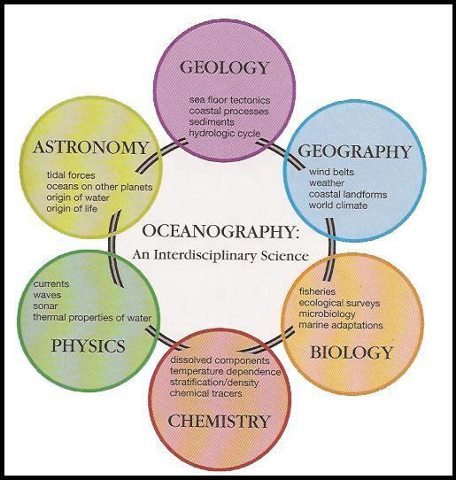 GEOLOGY
sea floor tectonics
coastal processes
sediments
hydrologic cycle
ASTRONOMY
tidal forces
oceans on other planets
origin of water
origin of life
GEOGRAPHY
wind belts
weather
coastal landforms
world climate
OCEANOGRAPHY:
An Interdisciplinary Science
currents
waves
sonar
thermal properties of water
PHYSICS
fisheries
ecological surveys
microbiology
marine adaptations
BIOLOGY
dissolved components
temperature dependence
stratification/density
chemical tracers
CHEMISTRY